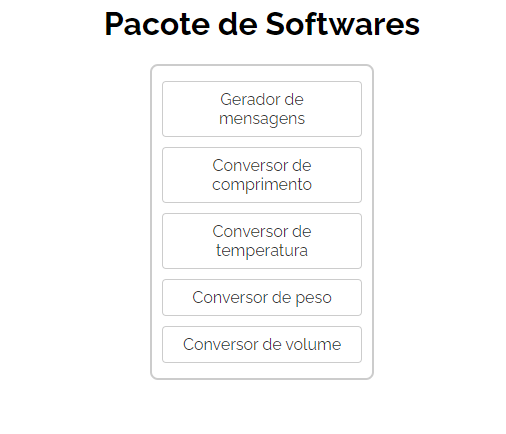 Pacote de Softwares
Gerador de
mensagens
Conversor de
comprimento
Conversor de
temperatura
Conversor de peso
Conversor de volume